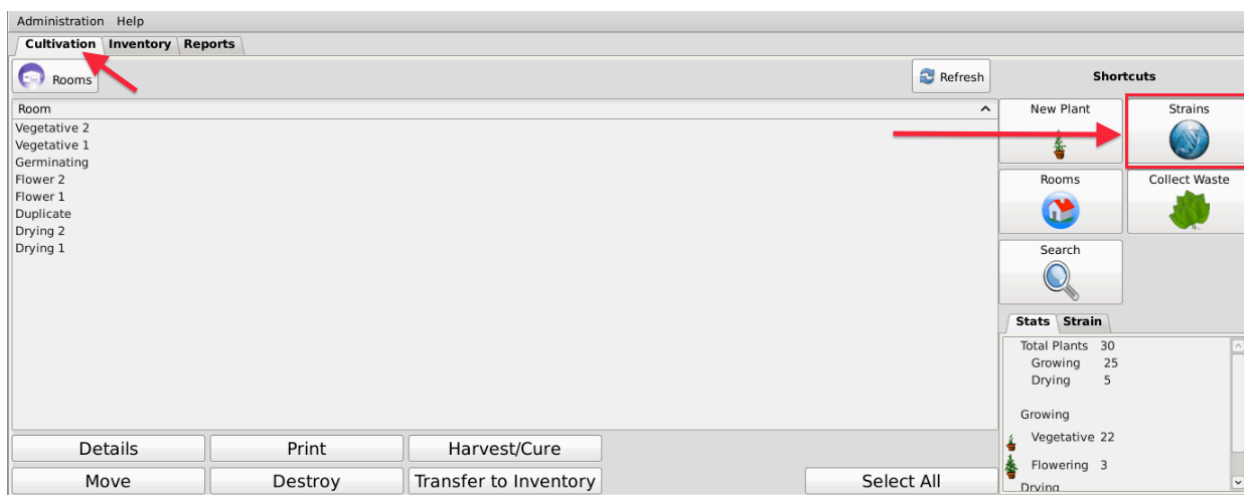 Administration Help
Cultivation Inventory Reports
Rooms
Refresh
Shortcuts
Room
Vegetative 2
Vegetative 1
Germinating
Flower 2
Flower 1
Duplicate
Drying 2
Drying 1
New Plant
Strains
Rooms
Collect Waste
Search
Stats Strain
Total Plants 30
Growing 25
Drying 5
Growing
Vegetative 22
Flowering 3
Drying
Details Print Harvest/Cure
Move Destroy Transfer to Inventory Select All